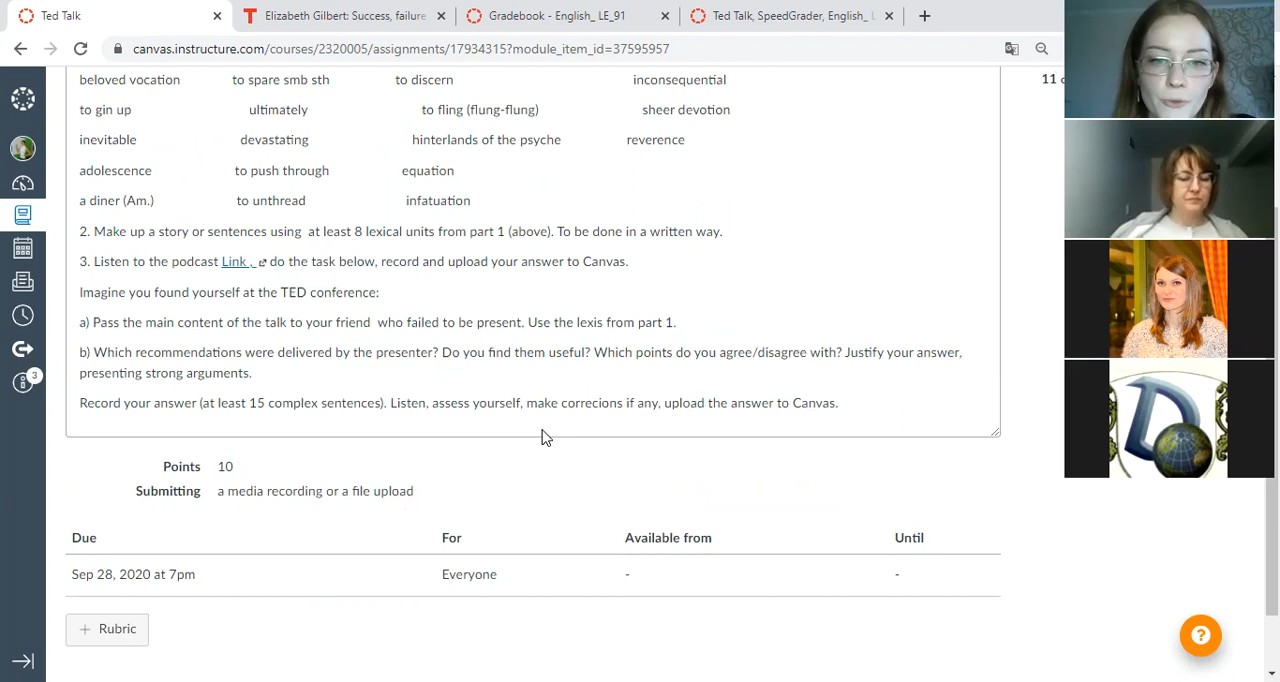 Ted Talk
Elizabeth Gilbert: Success, failure
Gradebook - English_ LE_91
Ted Talk, SpeedGrader, English_
canvas.instructure.com/courses/2320005/assignments/17934315?module_item_id=37595957
beloved vocation to spare smb sth to discern inconsequential
to gin up ultimately to fling (flung-flung) sheer devotion
inevitable devastating hinterlands of the psyche reverence
adolescence to push through equation
a diner (Am.) to unthread infatuation
2. Make up a story or sentences using at least 8 lexical units from part 1 (above). To be done in a written way.
3. Listen to the podcast Link , do the task below, record and upload your answer to Canvas.
Imagine you found yourself at the TED conference:
a) Pass the main content of the talk to your friend who failed to be present. Use the lexis from part 1.
b) Which recommendations were delivered by the presenter? Do you find them useful? Which points do you agree/disagree with? Justify your answer,
presenting strong arguments.
Record your answer (at least 15 complex sentences). Listen, assess yourself, make correcions if any, upload the answer to Canvas.
Points 10
Submitting a media recording or a file upload
Due For Available from Until
Sep 28, 2020 at 7pm Everyone - -
+ Rubric
11
3
?
D